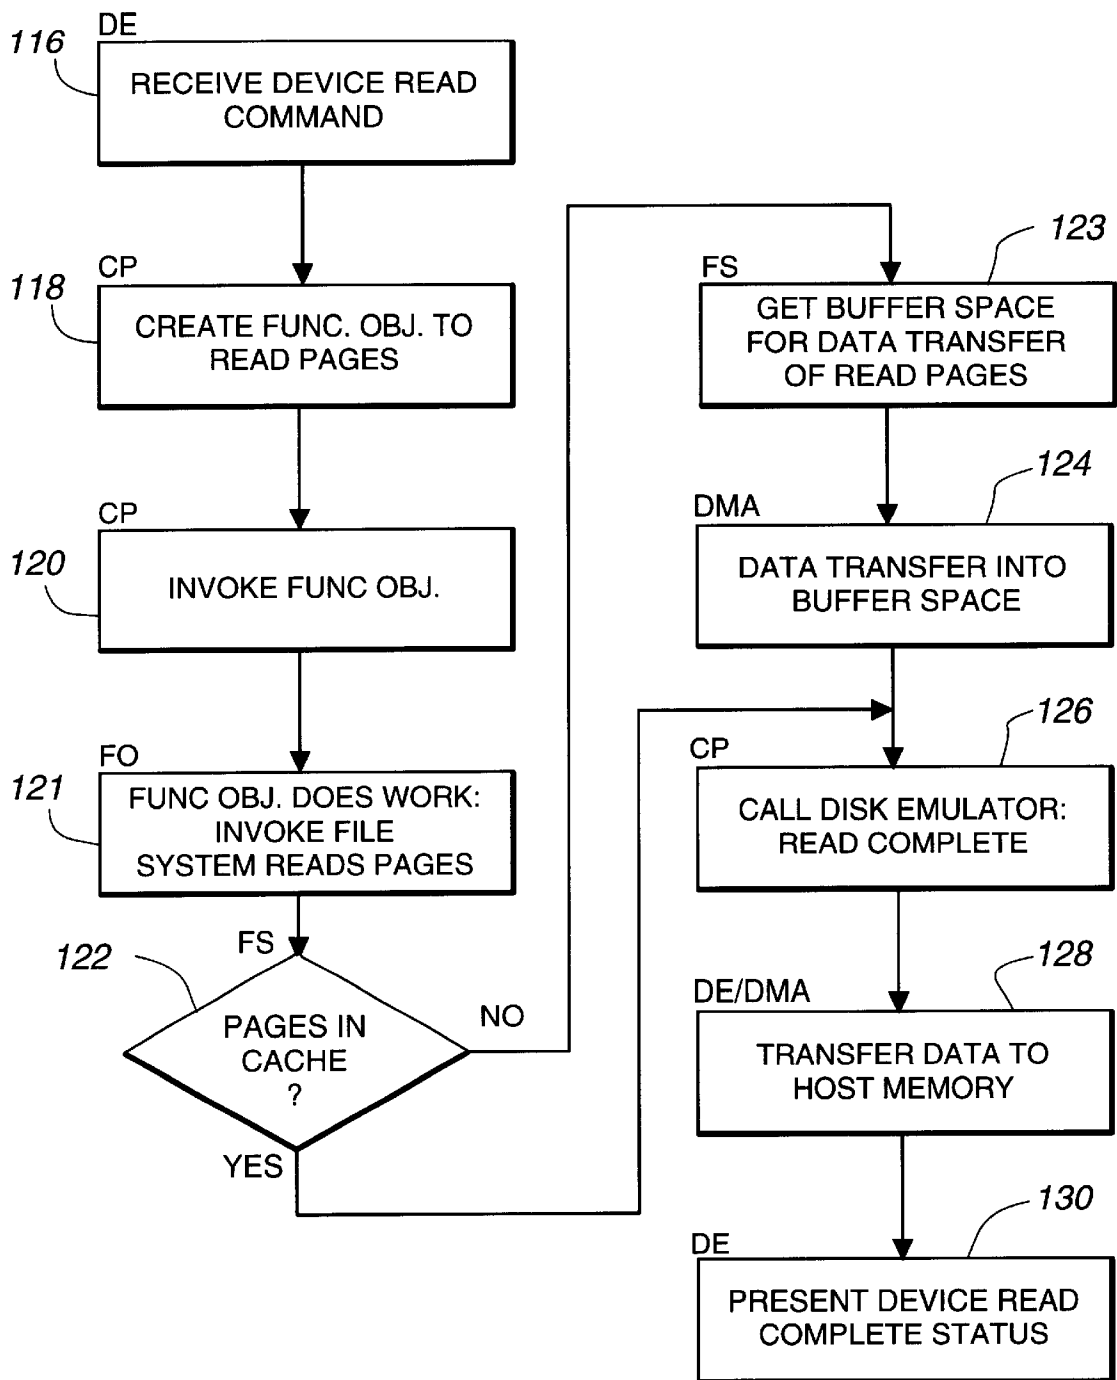 DE
116
RECEIVE DEVICE READ
COMMAND
CP
118
CREATE FUNC. OBJ. TO
READ PAGES
CP
120
INVOKE FUNC OBJ.
FO
121
FUNC OBJ. DOES WORK:
INVOKE FILE
SYSTEM READS PAGES
FS
122
PAGES IN
CACHE
?
NO
YES
123
FS
GET BUFFER SPACE
FOR DATA TRANSFER
OF READ PAGES
124
DMA
DATA TRANSFER INTO
BUFFER SPACE
126
CP
CALL DISK EMULATOR:
READ COMPLETE
128
DE/DMA
TRANSFER DATA TO
HOST MEMORY
130
DE
PRESENT DEVICE READ
COMPLETE STATUS